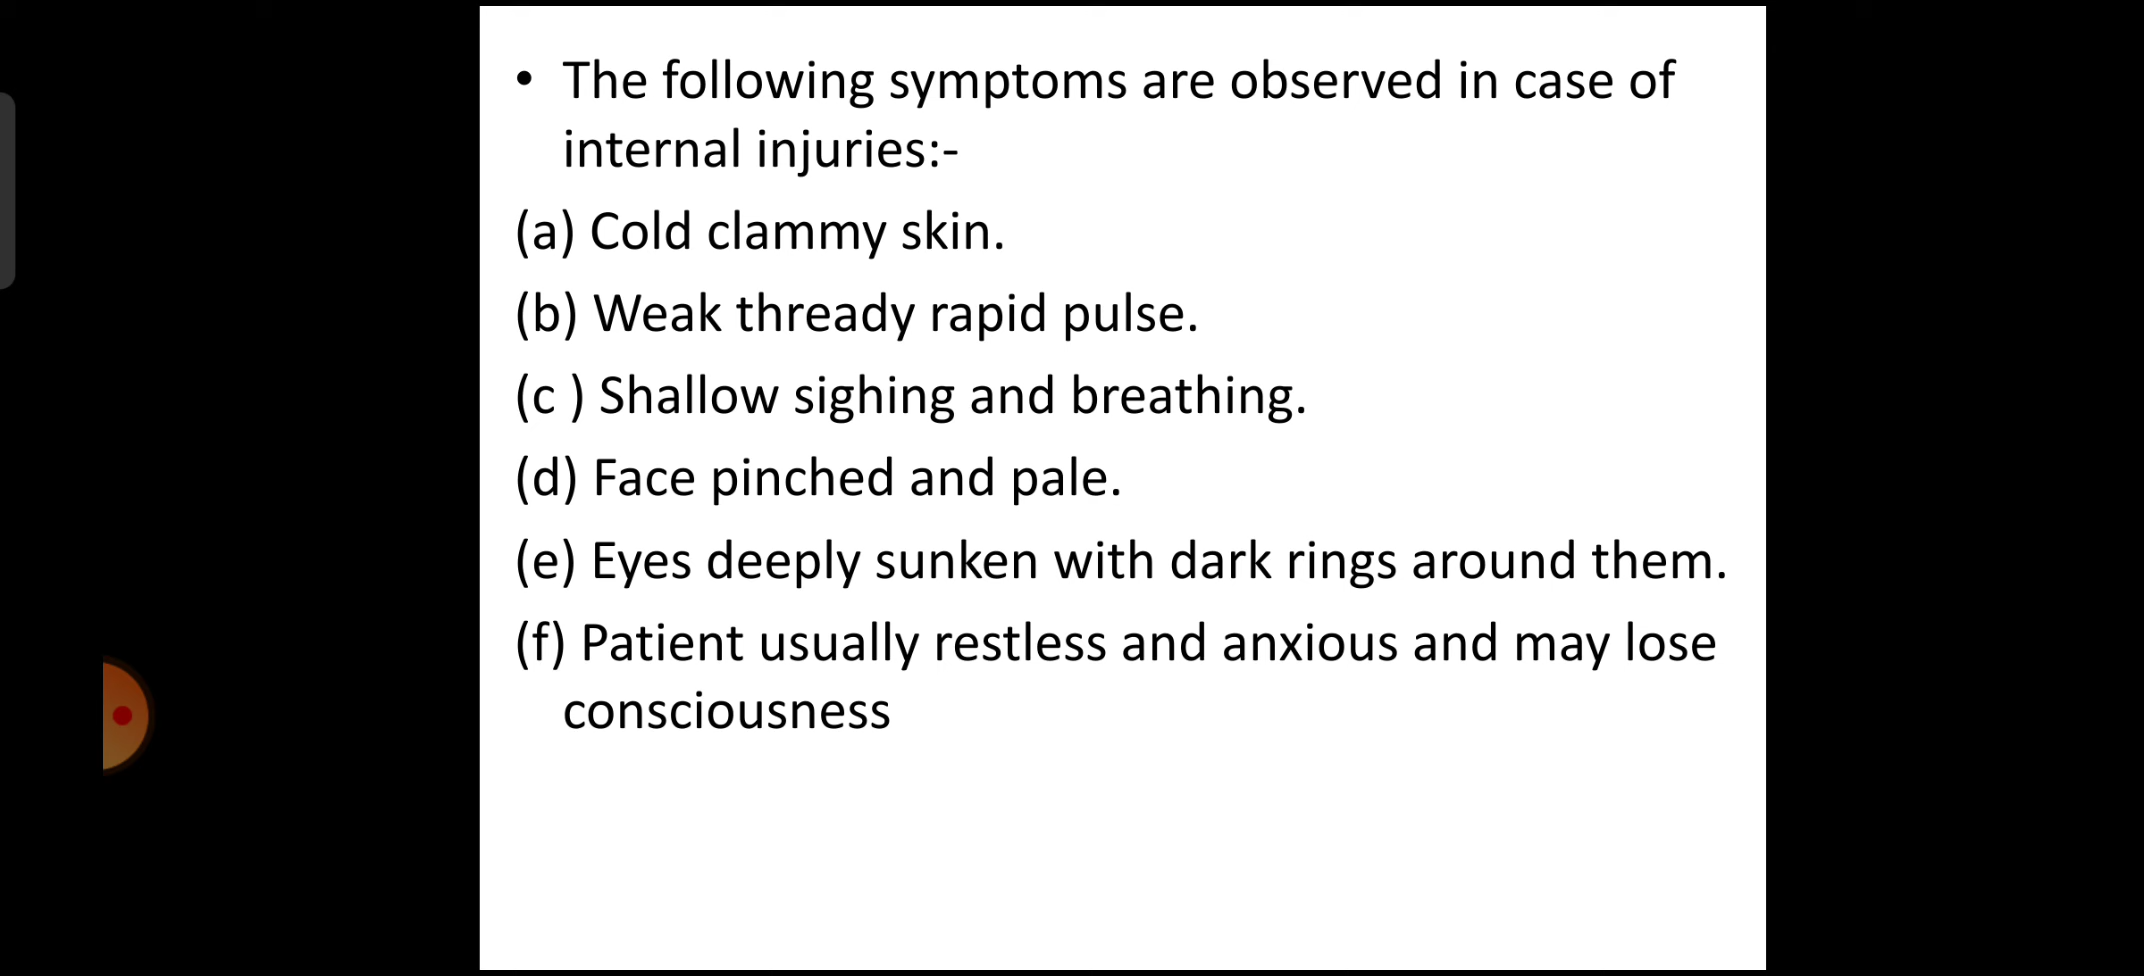 • The following symptoms are observed in case of
internal injuries:-
(a) Cold clammy skin.
(b) Weak thready rapid pulse.
(c ) Shallow sighing and breathing.
(d) Face pinched and pale.
(e) Eyes deeply sunken with dark rings around them.
(f) Patient usually restless and anxious and may lose
consciousness